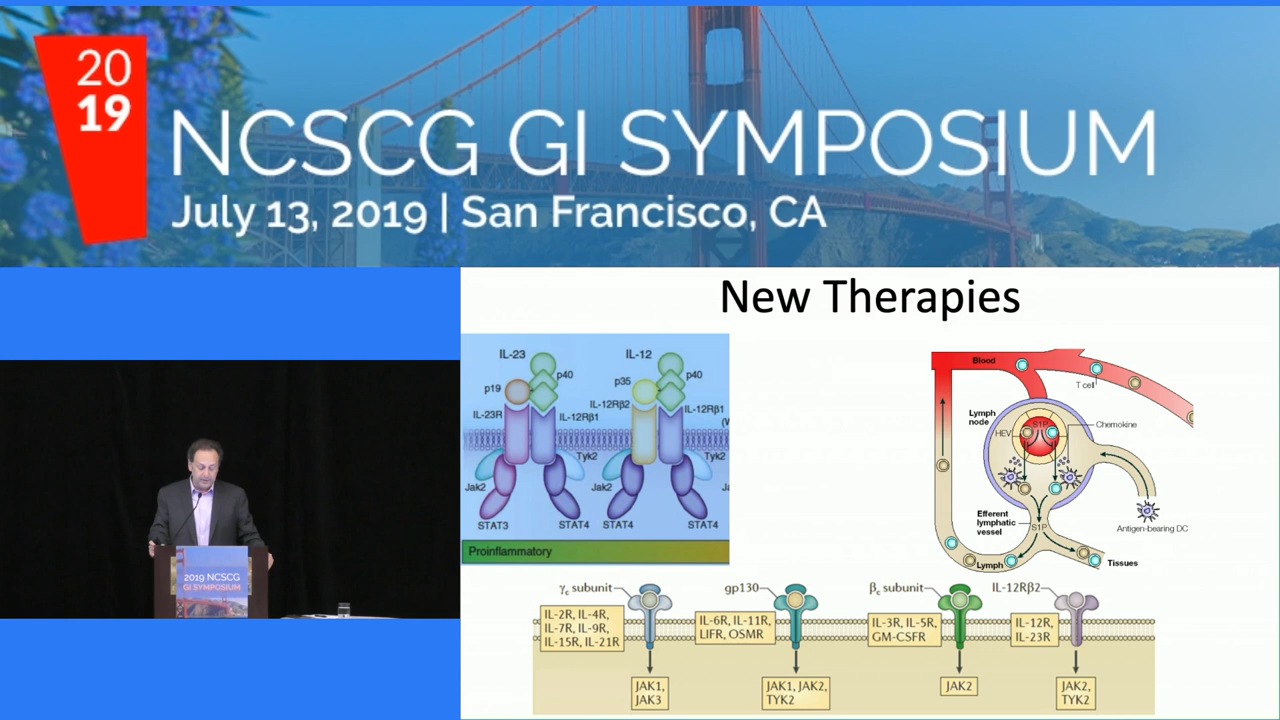 20
19
NCSCG GI SYMPOSIUM
July 13, 2019 | San Francisco, CA
2019 NCSCG
GI SYMPOSIUM
New Therapies
IL-23
IL-12
p19
p40
p35
p40
IL-23R
IL-12Rβ1
IL-12Rβ2
IL-12Rβ1
Jak2
Tyk2
Jak2
Tyk2
STAT3
STAT4
STAT4
STAT4
Proinflammatory
Blood
T cell
Lymph
node
HEV
S1P
Chemokine
Efferent
lymphatic
vessel
S1P
Antigen-bearing DC
Lymph
Tissues
γc subunit
IL-2R, IL-4R,
IL-7R, IL-9R,
IL-15R, IL-21R
JAK1,
JAK3
gp130
IL-6R, IL-11R,
LIFR, OSMR
JAK1, JAK2,
TYK2
βc subunit
IL-3R, IL-5R,
GM-CSFR
JAK2
IL-12Rβ2
IL-12R,
IL-23R
JAK2,
TYK2